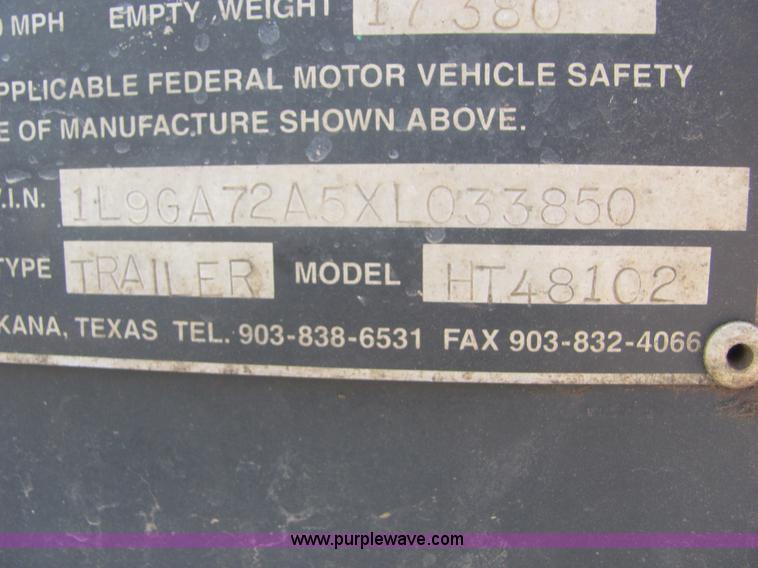 0 MPH EMPTY WEIGHT 17380
PPLICABLE FEDERAL MOTOR VEHICLE SAFETY
E OF MANUFACTURE SHOWN ABOVE.
V.I.N. 1L9GA72A5XL033850
TYPE TRAILER MODEL HT48102
KANA, TEXAS TEL. 903-838-6531 FAX 903-832-4066
www.purplewave.com